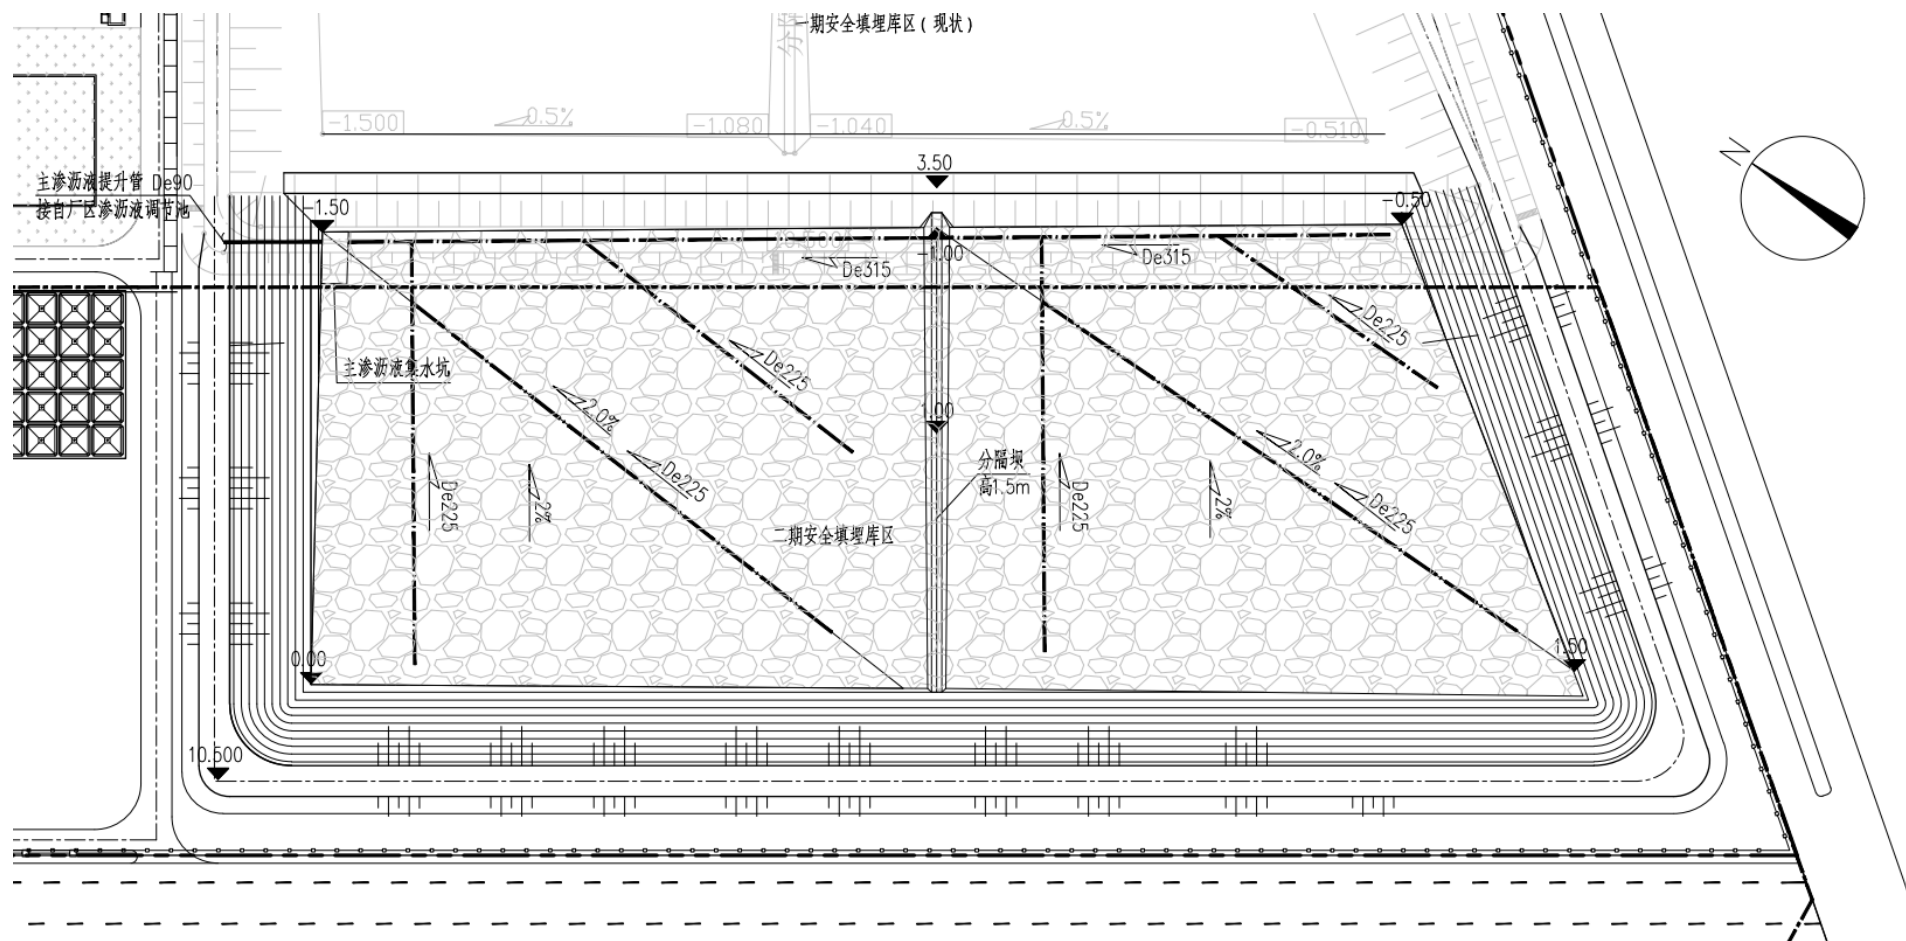 一期安全填埋库区（现状）
-1.500
0.5%
-1.080
-1.040
0.5%
-0.510
N
主渗沥液提升管 De90
接自厂区渗沥液调节池
3.50
-1.50
-0.50
-1.00
De315
De315
De225
De225
主渗沥液集水坑
2.0%
1.00
De225
De225
2%
分隔坝
高1.5m
De225
2%
2.0%
De225
二期安全填埋库区
0.00
1.50
10.500